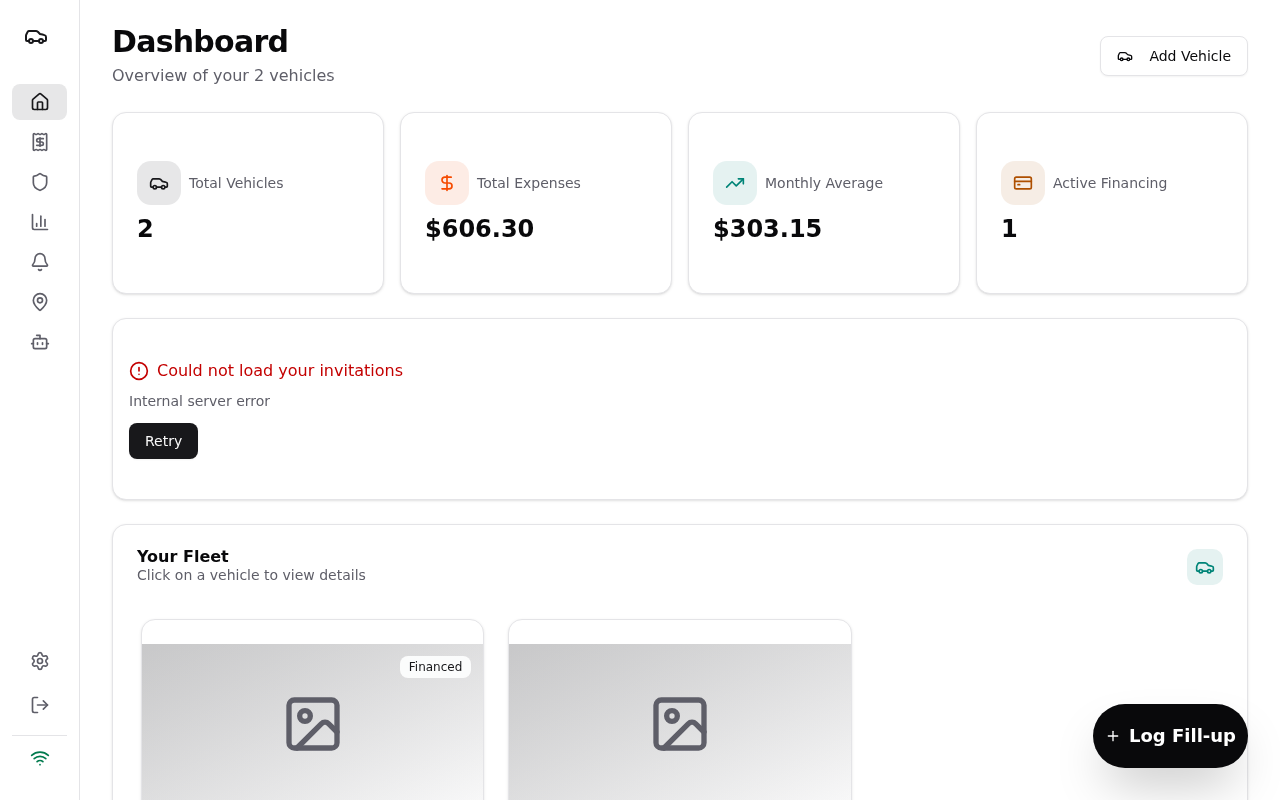 Dashboard
Overview of your 2 vehicles
Add Vehicle
Total Vehicles
2
Total Expenses
$606.30
Monthly Average
$303.15
Active Financing
1
Could not load your invitations
Internal server error
Retry
Your Fleet
Click on a vehicle to view details
Financed
Log Fill-up